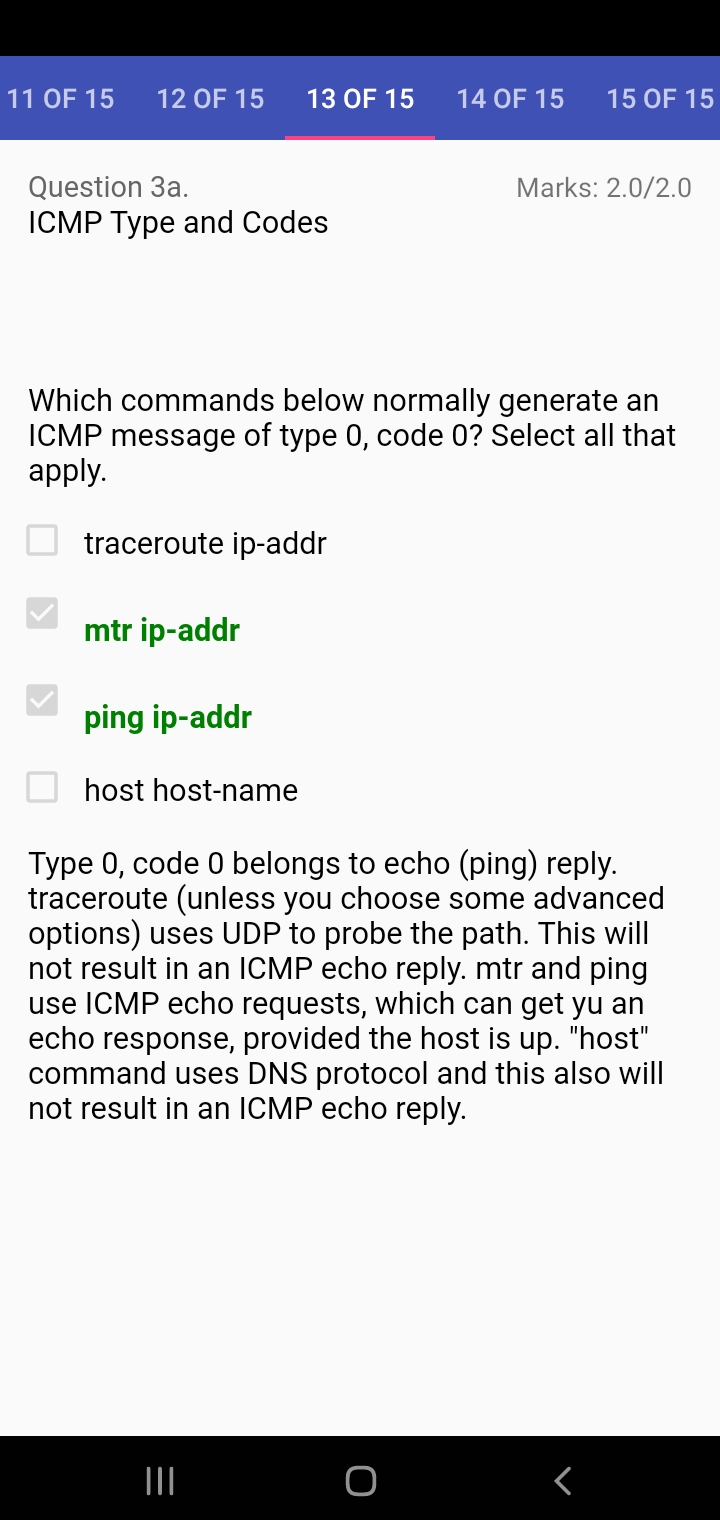 11 OF 15 12 OF 15 13 OF 15 14 OF 15 15 OF 15
Question 3a. Marks: 2.0/2.0
ICMP Type and Codes
Which commands below normally generate an
ICMP message of type 0, code 0? Select all that
apply.
traceroute ip-addr
mtr ip-addr
ping ip-addr
host host-name
Type 0, code 0 belongs to echo (ping) reply.
traceroute (unless you choose some advanced
options) uses UDP to probe the path. This will
not result in an ICMP echo reply. mtr and ping
use ICMP echo requests, which can get yu an
echo response, provided the host is up. "host"
command uses DNS protocol and this also will
not result in an ICMP echo reply.